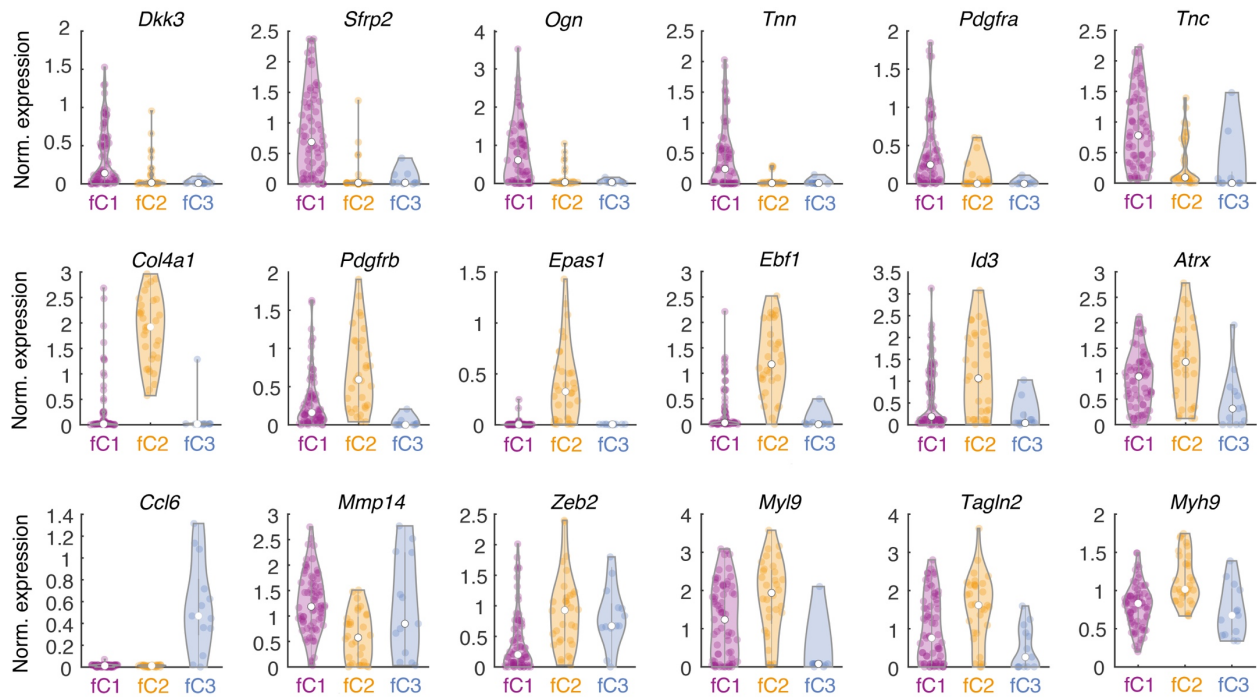 Dkk3 Sfrp2 Ogn Tnn Pdgfra Tnc
Norm. expression
2 1.5 1 0.5 0
2.5 2 1.5 1 0.5 0
4 3 2 1 0
2.5 2 1.5 1 0.5 0
2 1.5 1 0.5 0
2.5 2 1.5 1 0.5 0
fC1 fC2 fC3 fC1 fC2 fC3 fC1 fC2 fC3 fC1 fC2 fC3 fC1 fC2 fC3 fC1 fC2 fC3
Col4a1 Pdgfrb Epas1 Ebf1 Id3 Atrx
Norm. expression
3 2.5 2 1.5 1 0.5 0
2 1.5 1 0.5 0
1.5 1 0.5 0
3 2.5 2 1.5 1 0.5 0
3.5 3 2.5 2 1.5 1 0.5 0
3 2.5 2 1.5 1 0.5 0
fC1 fC2 fC3 fC1 fC2 fC3 fC1 fC2 fC3 fC1 fC2 fC3 fC1 fC2 fC3 fC1 fC2 fC3
Ccl6 Mmp14 Zeb2 Myl9 Tagln2 Myh9
Norm. expression
1.4 1.2 1 0.8 0.6 0.4 0.2 0
3 2.5 2 1.5 1 0.5 0
2.5 2 1.5 1 0.5 0
4 3 2 1 0
4 3 2 1 0
2 1.5 1 0.5 0
fC1 fC2 fC3 fC1 fC2 fC3 fC1 fC2 fC3 fC1 fC2 fC3 fC1 fC2 fC3 fC1 fC2 fC3